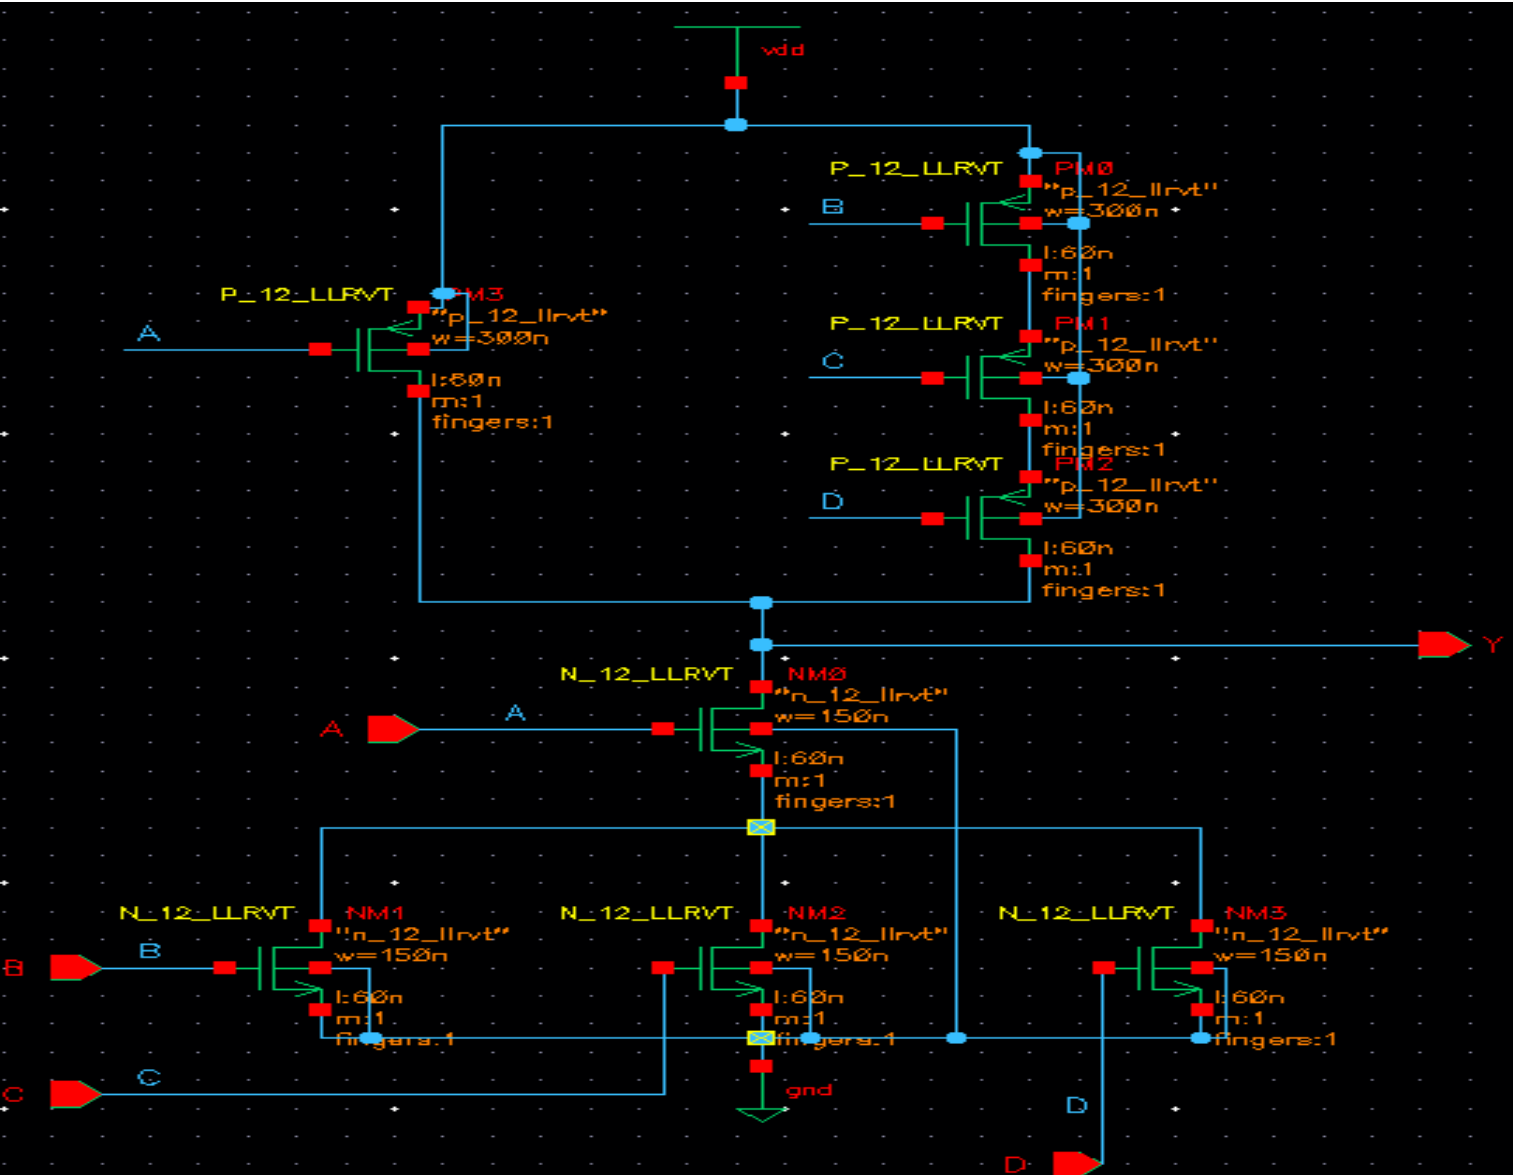 vdd
P_12_LLRVT PM0
"p_12_llrvt"
B
w=300n
l:60n
m:1
fingers:1
P_12_LLRVT PM3
"p_12_llrvt"
A
w=300n
l:60n
m:1
fingers:1
P_12_LLRVT PM1
"p_12_llrvt"
C
w=300n
l:60n
m:1
fingers:1
P_12_LLRVT PM2
"p_12_llrvt"
D
w=300n
l:60n
m:1
fingers:1
Y
N_12_LLRVT NM0
"n_12_llrvt"
A A
w=150n
l:60n
m:1
fingers:1
N_12_LLRVT NM1
"n_12_llrvt"
B B
w=150n
l:60n
m:1
fingers:1
N_12_LLRVT NM2
"n_12_llrvt"
w=150n
l:60n
m:1
fingers:1
N_12_LLRVT NM3
"n_12_llrvt"
w=150n
l:60n
m:1
fingers:1
C C
gnd
D
D